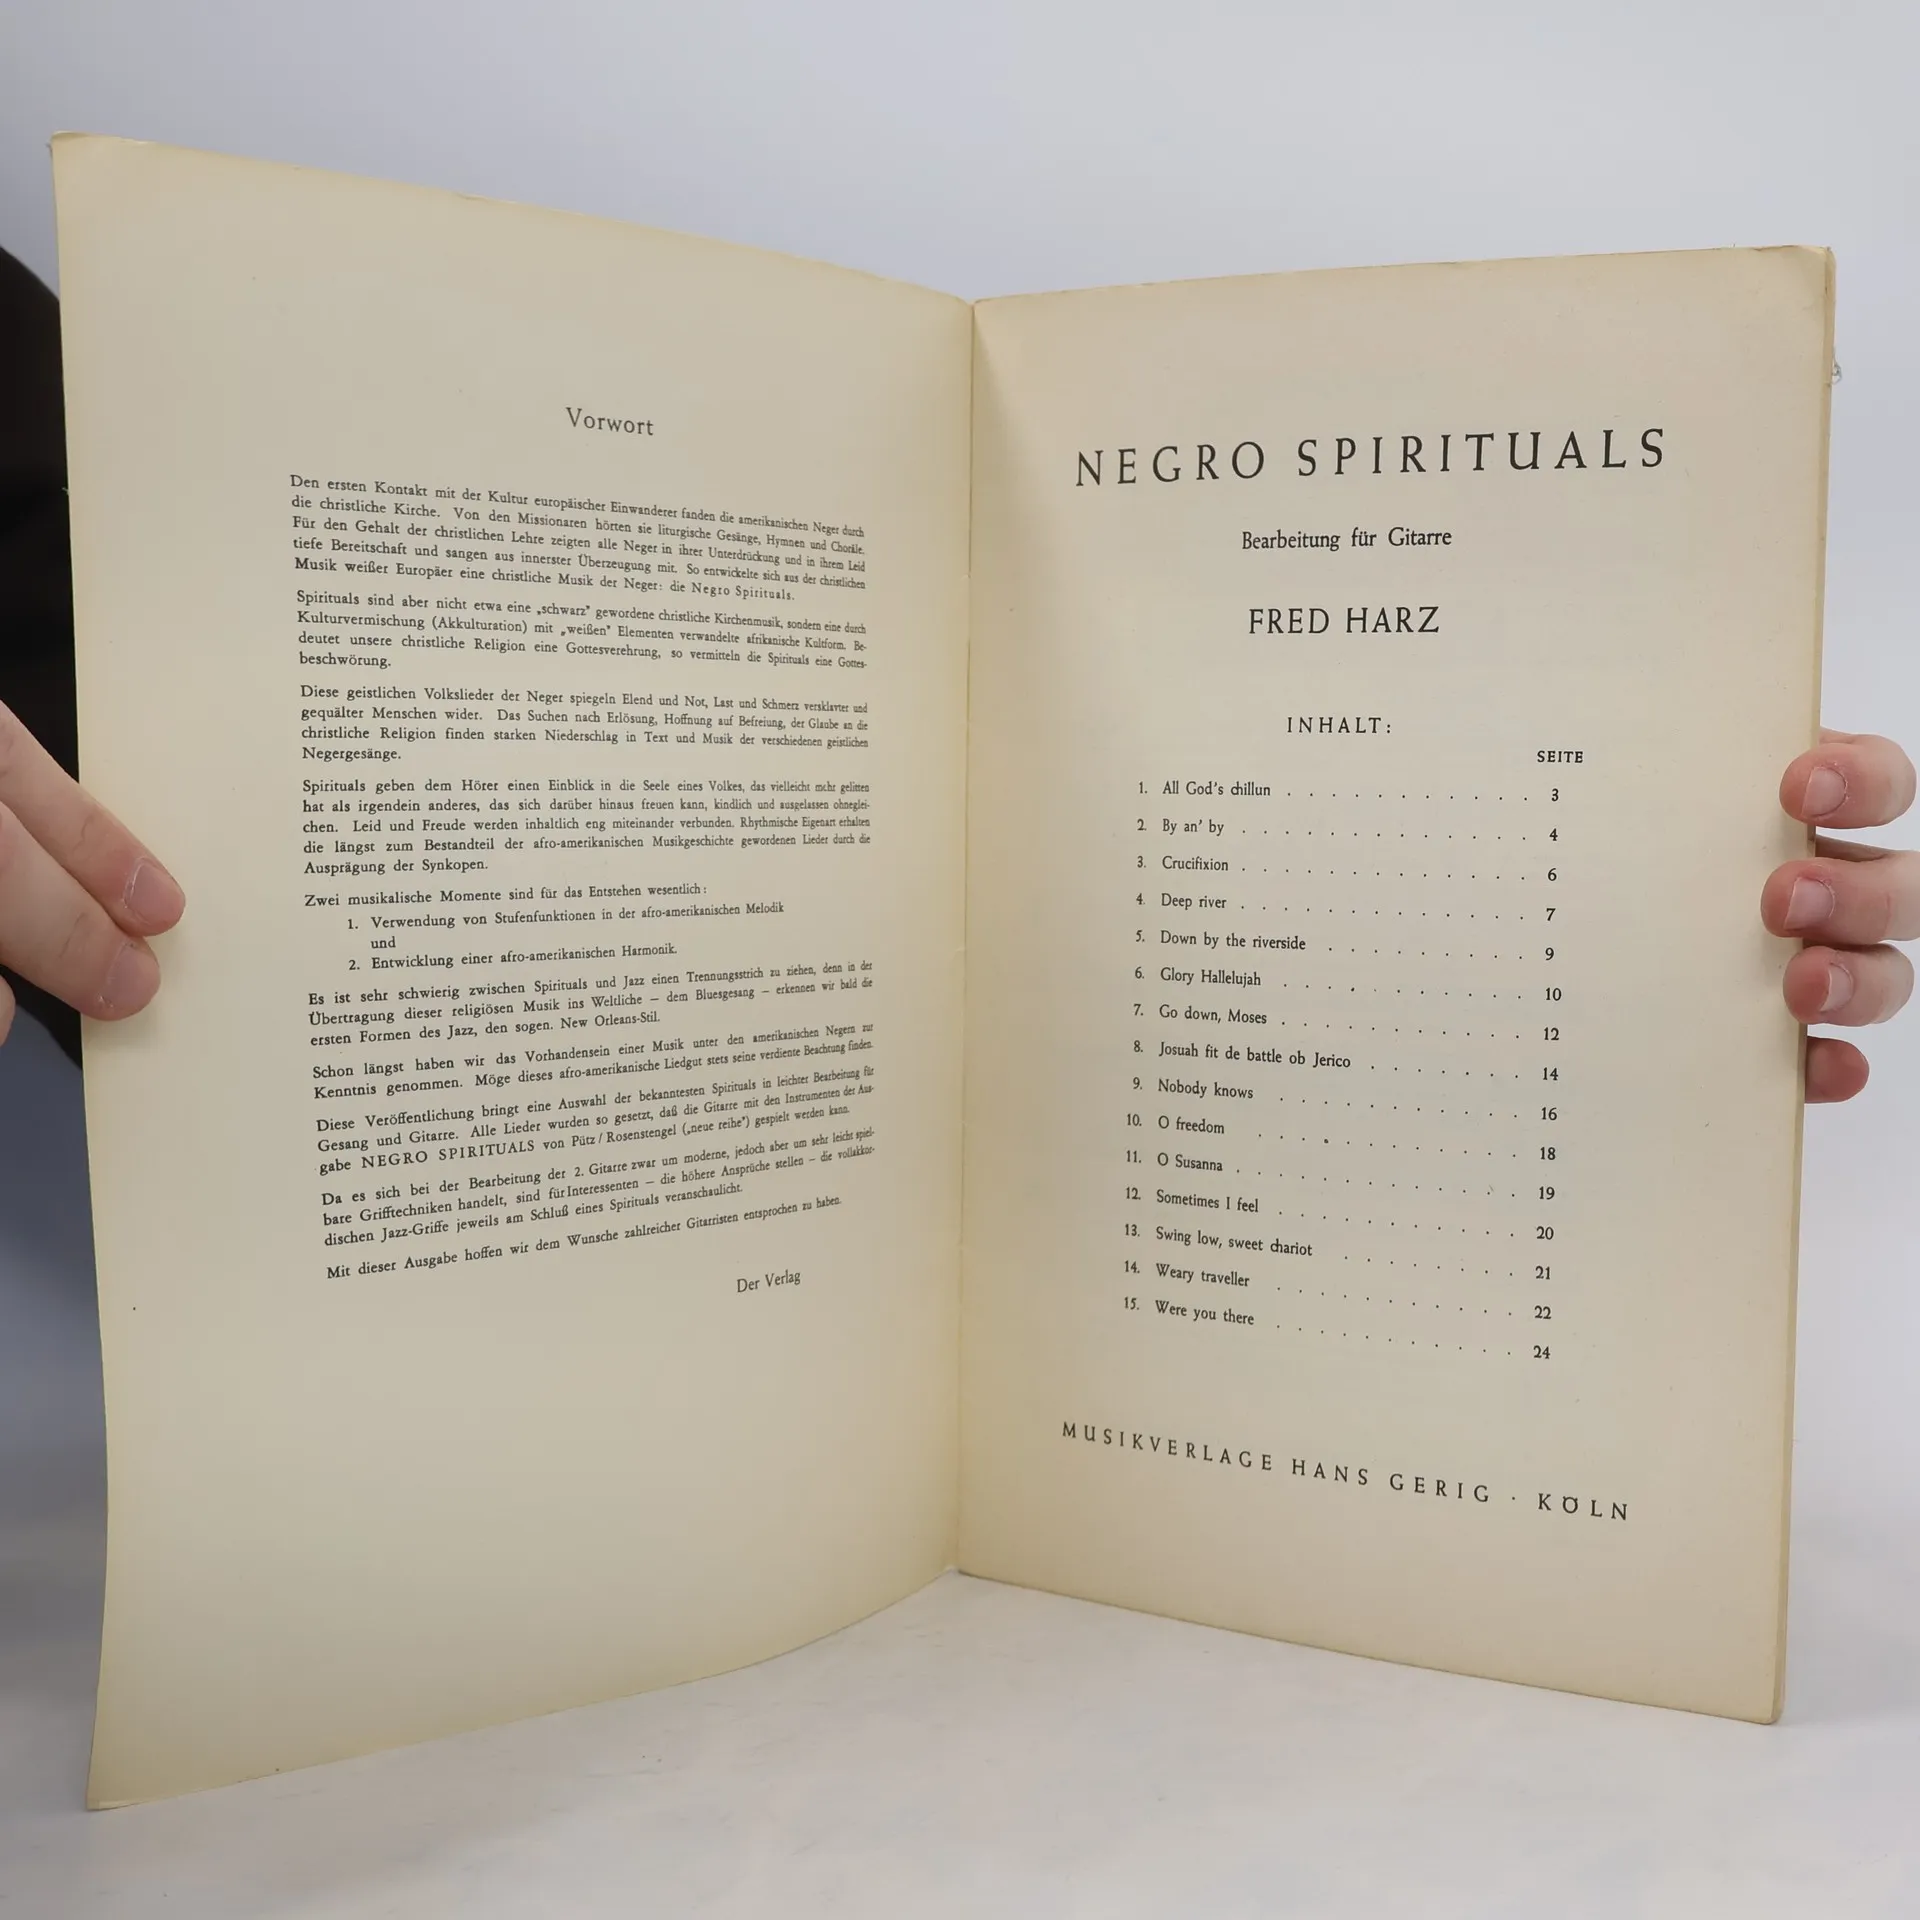 Vorwort
Den ersten Kontakt mit der Kultur europäischer Einwanderer fanden die amerikanischen Neger durch
die christliche Kirche. Von den Missionaren hörten sie liturgische Gesänge, Hymnen und Choräle.
Für den Gehalt der christlichen Lehre zeigten alle Neger in ihrer Unterdrückung und in ihrem Leid
tiefe Bereitschaft und sangen aus innerster Überzeugung mit. So entwickelte sich aus der christlichen
Musik weißer Europäer eine christliche Musik der Neger: die Negro Spirituals.
Spirituals sind aber nicht etwa eine „schwarz" gewordene christliche Kirchenmusik, sondern eine durch
Kulturvermischung (Akkulturation) mit „weißen" Elementen verwandelte afrikanische Kultform. Be-
deutet unsere christliche Religion eine Gottesverehrung, so vermitteln die Spirituals eine Gottes-
beschwörung.
Diese geistlichen Volkslieder der Neger spiegeln Elend und Not, Last und Schmerz versklavter und
gequälter Menschen wider. Das Suchen nach Erlösung, Hoffnung auf Befreiung, der Glaube an die
christliche Religion finden starken Niederschlag in Text und Musik der verschiedenen geistlichen
Negergesänge.
Spirituals geben dem Hörer einen Einblick in die Seele eines Volkes, das vielleicht mehr gelitten
hat als irgendein anderes, das sich darüber hinaus freuen kann, kindlich und ausgelassen ohneglei-
chen. Leid und Freude werden inhaltlich eng miteinander verbunden. Rhythmische Eigenart erhalten
die längst zum Bestandteil der afro-amerikanischen Musikgeschichte gewordenen Lieder durch die
Ausprägung der Synkopen.
Zwei musikalische Momente sind für das Entstehen wesentlich:
1. Verwendung von Stufenfunktionen in der afro-amerikanischen Melodik
und
2. Entwicklung einer afro-amerikanischen Harmonik.
Es ist sehr schwierig zwischen Spirituals und Jazz einen Trennungsstrich zu ziehen, denn in der
Übertragung dieser religiösen Musik ins Weltliche – dem Bluesgesang – erkennen wir bald die
ersten Formen des Jazz, den sogen. New Orleans-Stil.
Schon längst haben wir das Vorhandensein einer Musik unter den amerikanischen Negern zur
Kenntnis genommen. Möge dieses afro-amerikanische Liedgut stets seine verdiente Beachtung finden.
Diese Veröffentlichung bringt eine Auswahl der bekanntesten Spirituals in leichter Bearbeitung für
Gesang und Gitarre. Alle Lieder wurden so gesetzt, daß die Gitarre mit den Instrumenten der Aus-
gabe NEGRO SPIRITUALS von Pütz / Rosenstengel („neue reihe") gespielt werden kann.
Da es sich bei der Bearbeitung der 2. Gitarre zwar um moderne, jedoch aber um sehr leicht spiel-
bare Grifftechniken handelt, sind für Interessenten – die höhere Ansprüche stellen – die vollakkor-
dischen Jazz-Griffe jeweils am Schluß eines Spirituals veranschaulicht.
Mit dieser Ausgabe hoffen wir dem Wunsche zahlreicher Gitarristen entsprochen zu haben.
Der Verlag
NEGRO SPIRITUALS
Bearbeitung für Gitarre
FRED HARZ
INHALT:
SEITE
1. All God's chillun . . . . . . . . . . . 3
2. By an' by . . . . . . . . . . . . . 4
3. Crucifixion . . . . . . . . . . . . . 6
4. Deep river . . . . . . . . . . . . . 7
5. Down by the riverside . . . . . . . . . 9
6. Glory Hallelujah . . . . . . . . . . . 10
7. Go down, Moses . . . . . . . . . . . 12
8. Josuah fit de battle ob Jerico . . . . . . . 14
9. Nobody knows . . . . . . . . . . . 16
10. O freedom . . . . . . . . . . . . 18
11. O Susanna . . . . . . . . . . . . . 19
12. Sometimes I feel . . . . . . . . . . . 20
13. Swing low, sweet chariot . . . . . . . . 21
14. Weary traveller . . . . . . . . . . . 22
15. Were you there . . . . . . . . . . . 24
MUSIKVERLAGE HANS GERIG · KÖLN